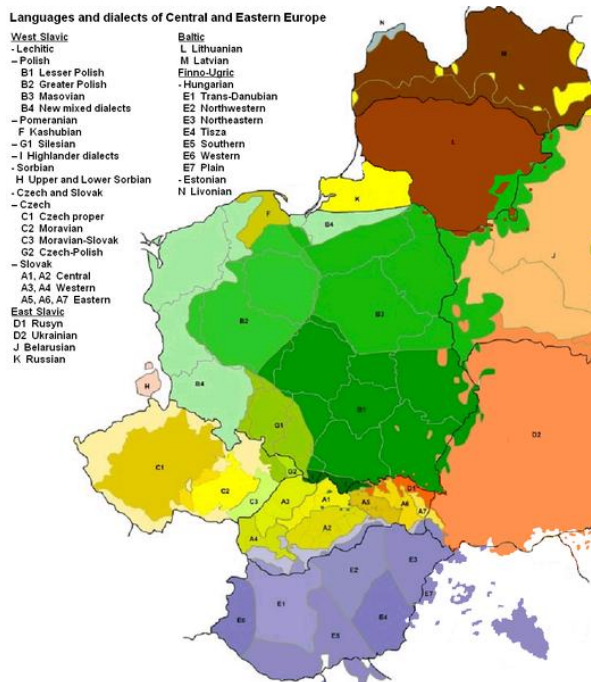 Languages and dialects of Central and Eastern Europe
West Slavic
- Lechitic
– Polish
B1 Lesser Polish
B2 Greater Polish
B3 Masovian
B4 New mixed dialects
– Pomeranian
F Kashubian
– G1 Silesian
– I Highlander dialects
- Sorbian
H Upper and Lower Sorbian
- Czech and Slovak
– Czech
C1 Czech proper
C2 Moravian
C3 Moravian-Slovak
G2 Czech-Polish
– Slovak
A1, A2 Central
A3, A4 Western
A5, A6, A7 Eastern
East Slavic
D1 Rusyn
D2 Ukrainian
J Belarusian
K Russian
Baltic
L Lithuanian
M Latvian
Finno-Ugric
- Hungarian
E1 Trans-Danubian
E2 Northwestern
E3 Northeastern
E4 Tisza
E5 Southern
E6 Western
E7 Plain
- Estonian
N Livonian
N
M
L
K
F
B4
J
B2
B3
H
B4
B1
G1
D2
C1
G2
C2
C3
A3
A1
A5
D1
A6
A7
A2
A4
E3
E2
E7
E1
E6
E4
E5